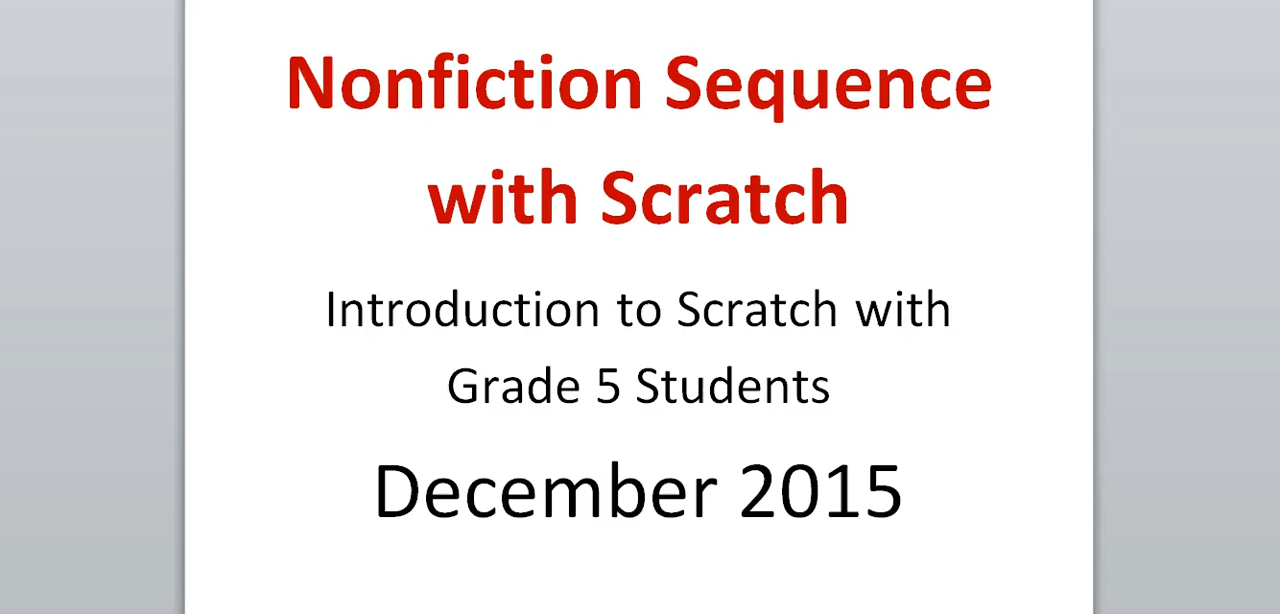 Nonfiction Sequence
with Scratch
Introduction to Scratch with
Grade 5 Students
December 2015